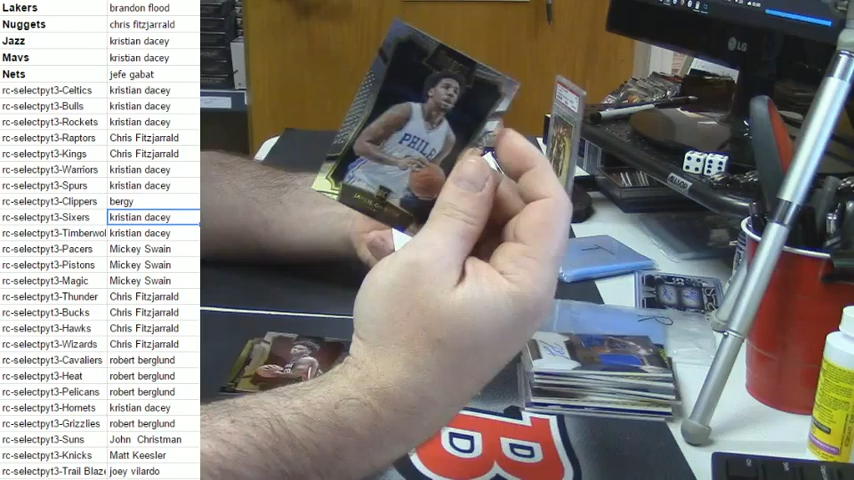 Lakers brandon flood
Nuggets chris fitzjarrald
Jazz kristian dacey
Mavs kristian dacey
Nets jefe gabat
rc-selectpyt3-Celtics kristian dacey
rc-selectpyt3-Bulls kristian dacey
rc-selectpyt3-Rockets kristian dacey
rc-selectpyt3-Raptors Chris Fitzjarrald
rc-selectpyt3-Kings Chris Fitzjarrald
rc-selectpyt3-Warriors kristian dacey
rc-selectpyt3-Spurs kristian dacey
rc-selectpyt3-Clippers bergy
rc-selectpyt3-Sixers kristian dacey
rc-selectpyt3-Timberwol kristian dacey
rc-selectpyt3-Pacers Mickey Swain
rc-selectpyt3-Pistons Mickey Swain
rc-selectpyt3-Magic Mickey Swain
rc-selectpyt3-Thunder Chris Fitzjarrald
rc-selectpyt3-Bucks Chris Fitzjarrald
rc-selectpyt3-Hawks Chris Fitzjarrald
rc-selectpyt3-Wizards Chris Fitzjarrald
rc-selectpyt3-Cavaliers robert berglund
rc-selectpyt3-Heat robert berglund
rc-selectpyt3-Pelicans robert berglund
rc-selectpyt3-Hornets kristian dacey
rc-selectpyt3-Grizzlies robert berglund
rc-selectpyt3-Suns John Christman
rc-selectpyt3-Knicks Matt Keesler
rc-selectpyt3-Trail Blaze joey vilardo
LG
PHILA
B